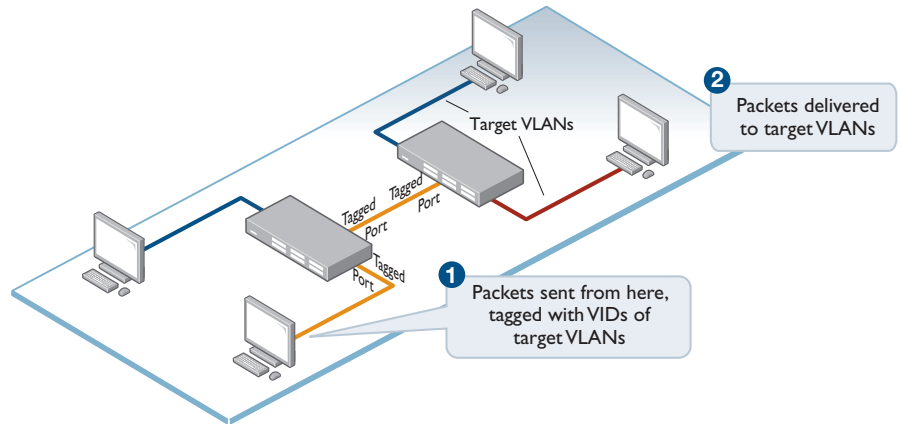 2
Packets delivered
to target VLANs
Target VLANs
Tagged
Port
Tagged
Port
Tagged
Port
1
Packets sent from here,
tagged with VIDs of
target VLANs